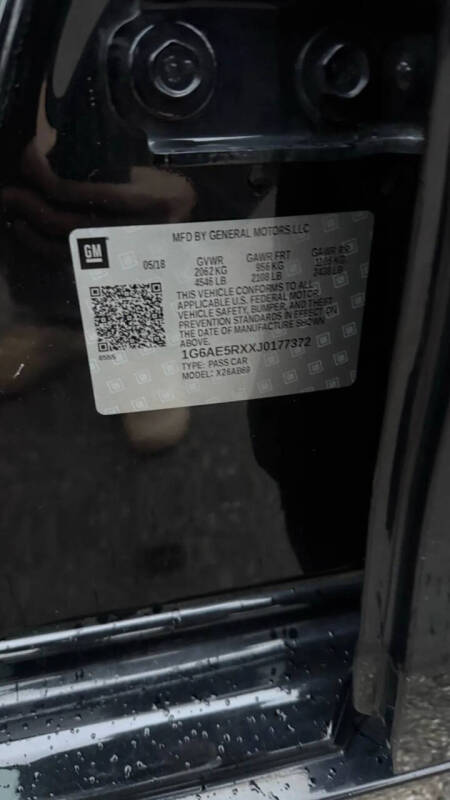 GM
MFD BY GENERAL MOTORS LLC
05/18 GVWR GAWR FRT GAWR RR
2062 KG 956 KG 1106 KG
4546 LB 2108 LB 2438 LB
THIS VEHICLE CONFORMS TO ALL
APPLICABLE U.S. FEDERAL MOTOR
VEHICLE SAFETY, BUMPER, AND THEFT
PREVENTION STANDARDS IN EFFECT ON
THE DATE OF MANUFACTURE SHOWN
ABOVE.
1G6AE5RXXJ0177372
TYPE: PASS CAR
MODEL: X26AB69